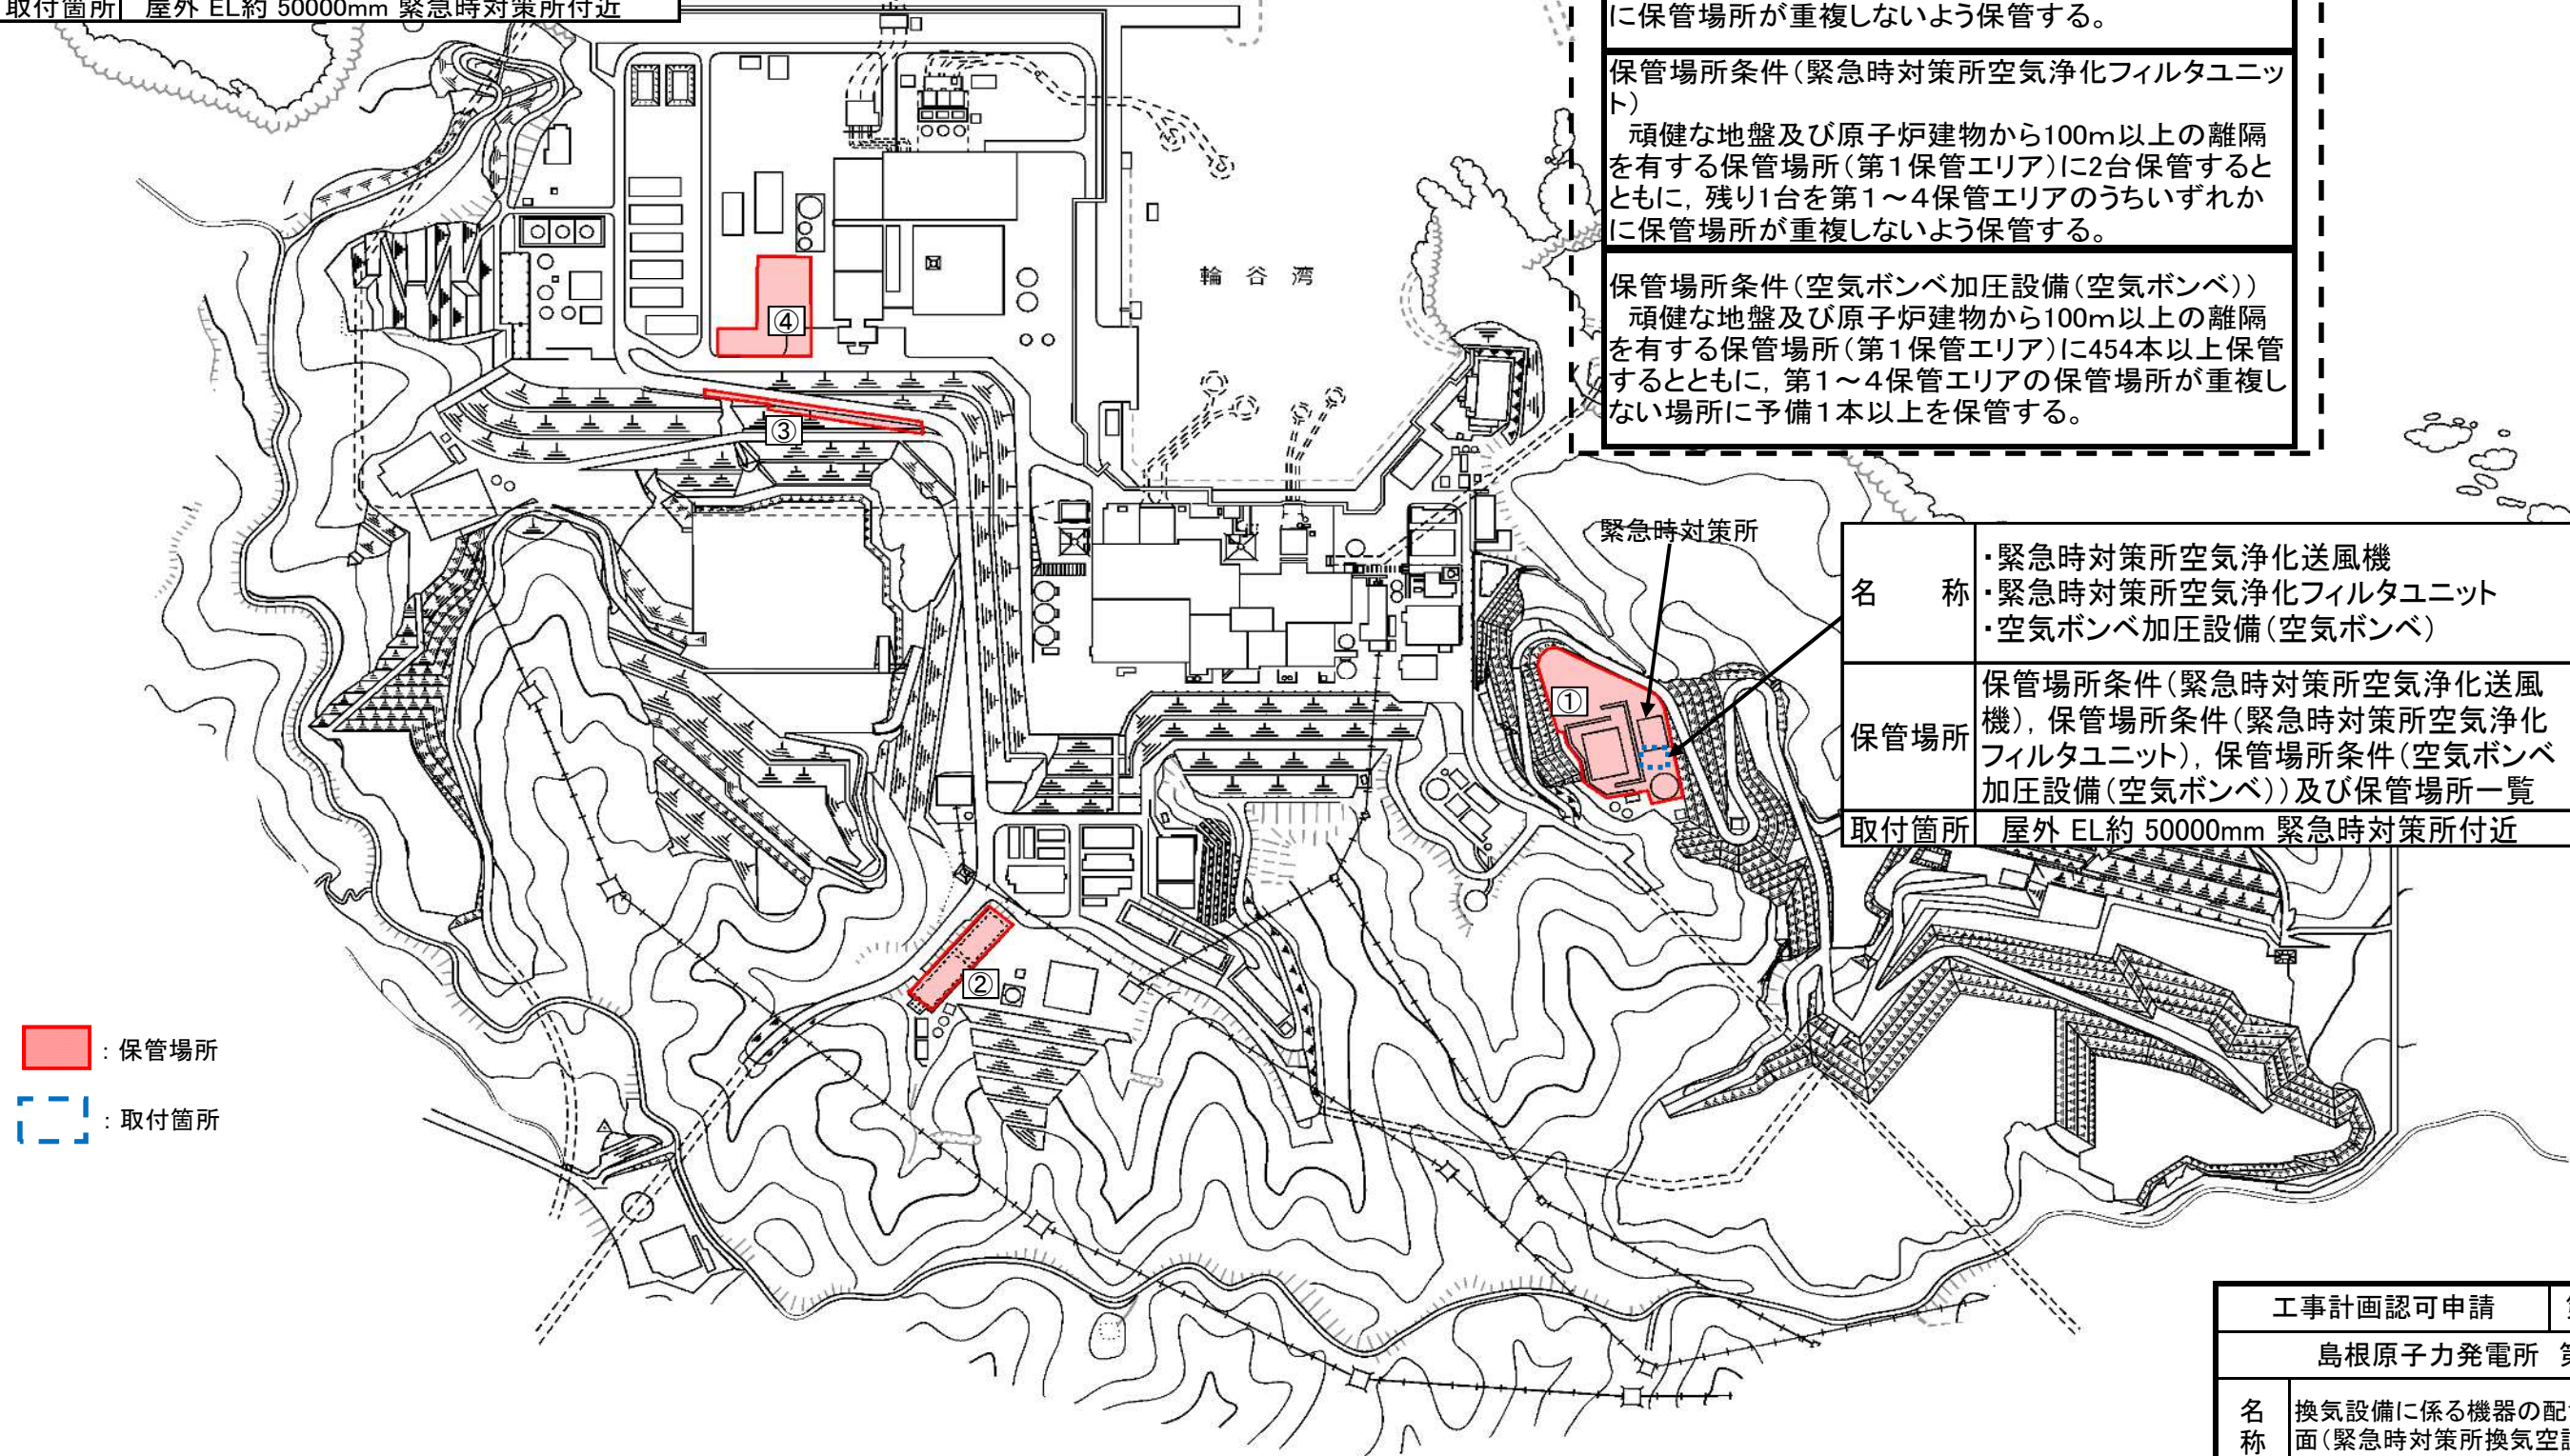 取付箇所 屋外 EL約 50000mm 緊急時対策所付近
に保管場所が重複しないよう保管する。
保管場所条件(緊急時対策所空気浄化フィルタユニッ
ト)
頑健な地盤及び原子炉建物から100m以上の離隔
を有する保管場所(第1保管エリア)に2台保管すると
ともに,残り1台を第1~4保管エリアのうちいずれか
に保管場所が重複しないよう保管する。
保管場所条件(空気ボンベ加圧設備(空気ボンベ))
頑健な地盤及び原子炉建物から100m以上の離隔
を有する保管場所(第1保管エリア)に454本以上保管
するとともに,第1~4保管エリアの保管場所が重複し
ない場所に予備1本以上を保管する。
輪谷湾
④
③
緊急時対策所
①
②
名 称
・緊急時対策所空気浄化送風機
・緊急時対策所空気浄化フィルタユニット
・空気ボンベ加圧設備(空気ボンベ)
保管場所
保管場所条件(緊急時対策所空気浄化送風
機),保管場所条件(緊急時対策所空気浄化
フィルタユニット),保管場所条件(空気ボンベ
加圧設備(空気ボンベ))及び保管場所一覧
取付箇所 屋外 EL約 50000mm 緊急時対策所付近
:保管場所
:取付箇所
工事計画認可申請
島根原子力発電所 第
名称
換気設備に係る機器の配
面(緊急時対策所換気空